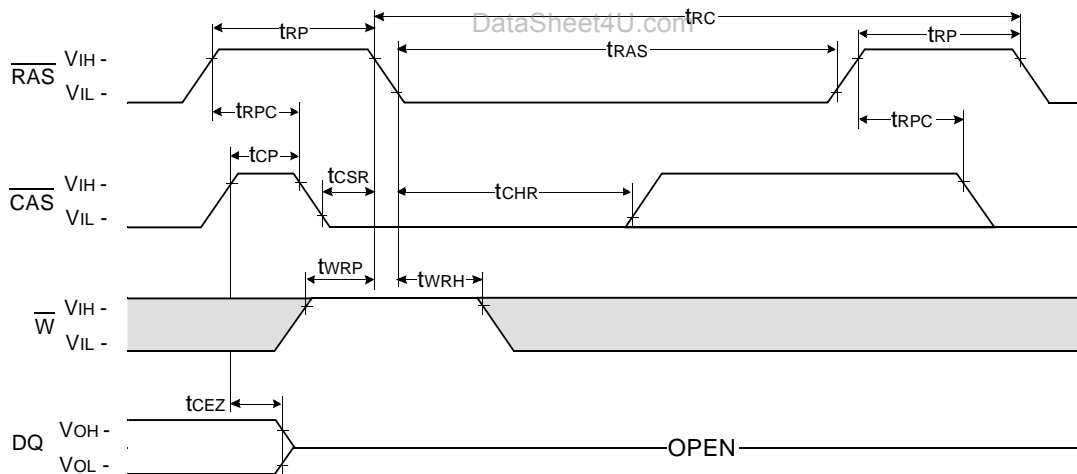 tRC
DataSheet4U.com
tRP
tRAS
tRP
RAS
VIH -
VIL -
tRPC
tRPC
tCP
tCSR
tCHR
CAS
VIH -
VIL -
tWRP
tWRH
W
VIH -
VIL -
tCEZ
DQ
VOH -
VOL -
OPEN